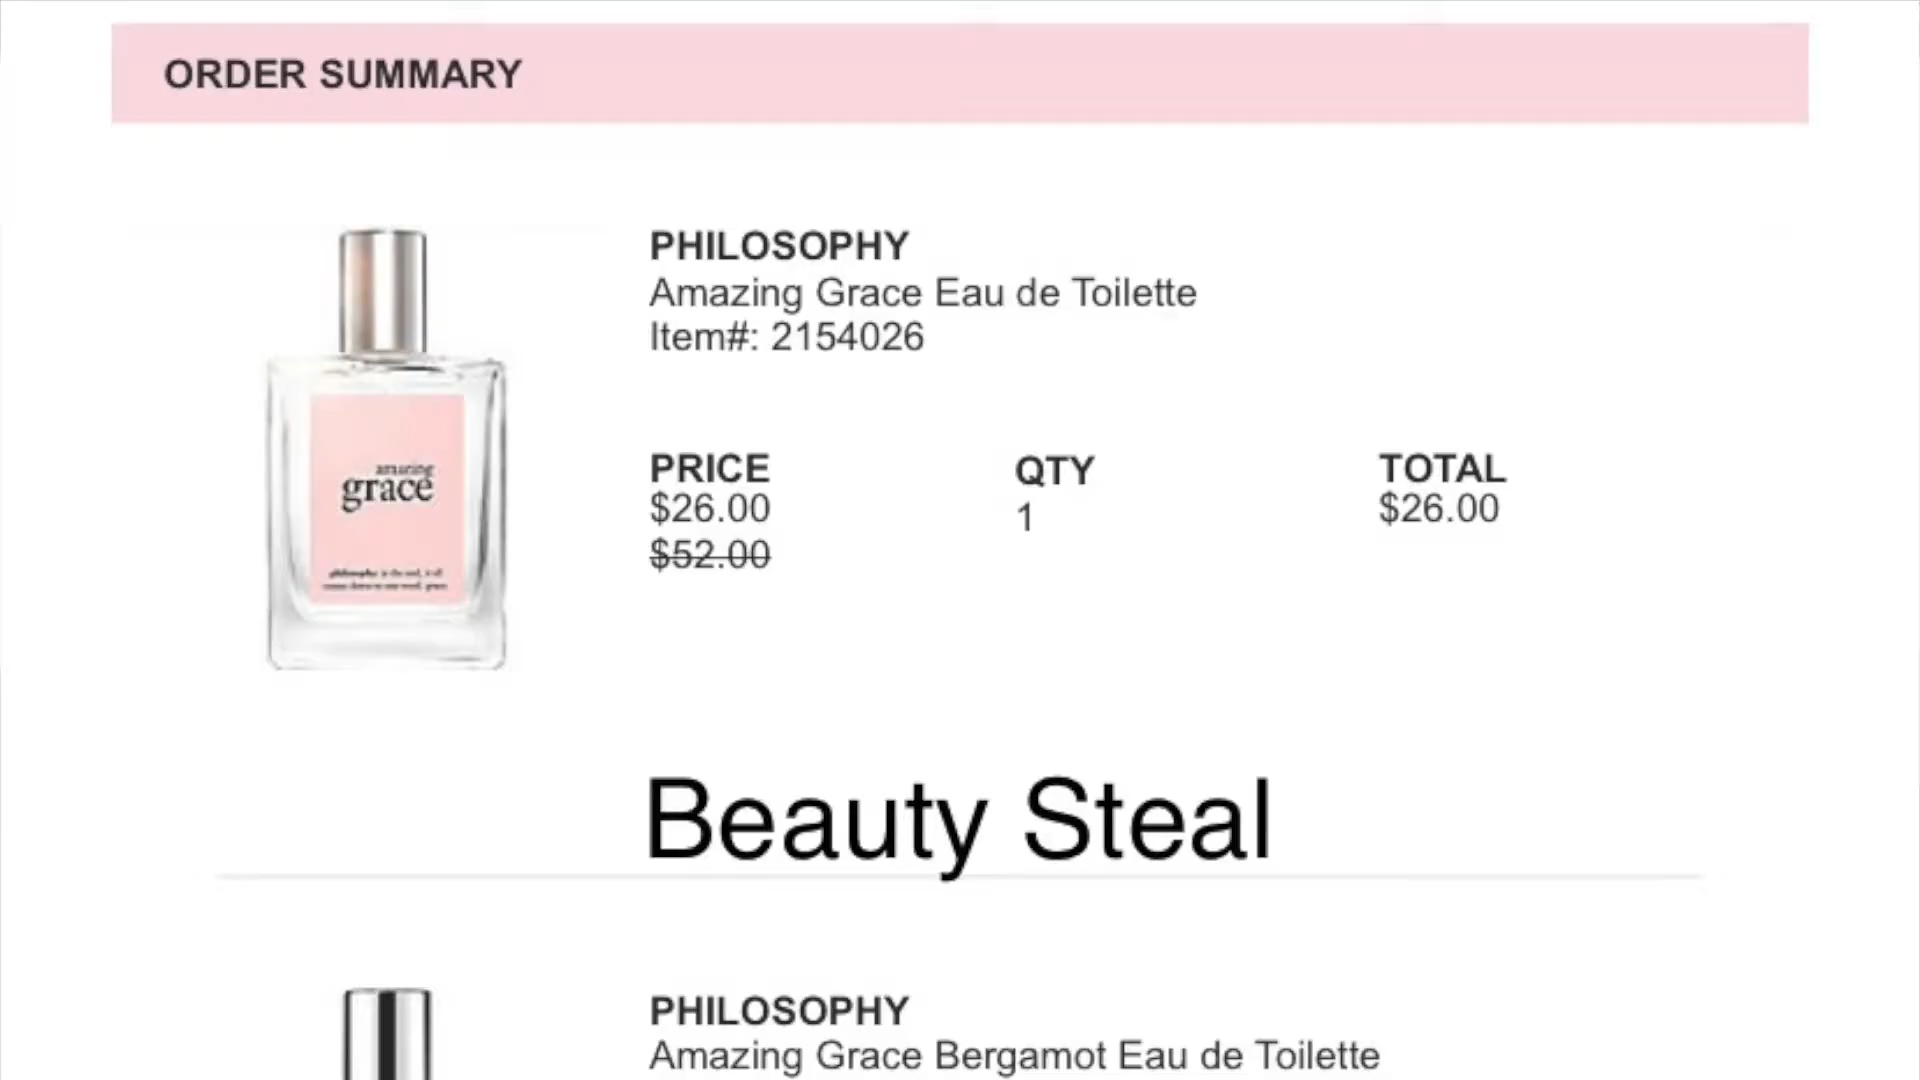 ORDER SUMMARY
PHILOSOPHY
Amazing Grace Eau de Toilette
Item#: 2154026
PRICE
$26.00
$52.00
QTY
1
TOTAL
$26.00
amazing
grace
Beauty Steal
PHILOSOPHY
Amazing Grace Bergamot Eau de Toilette